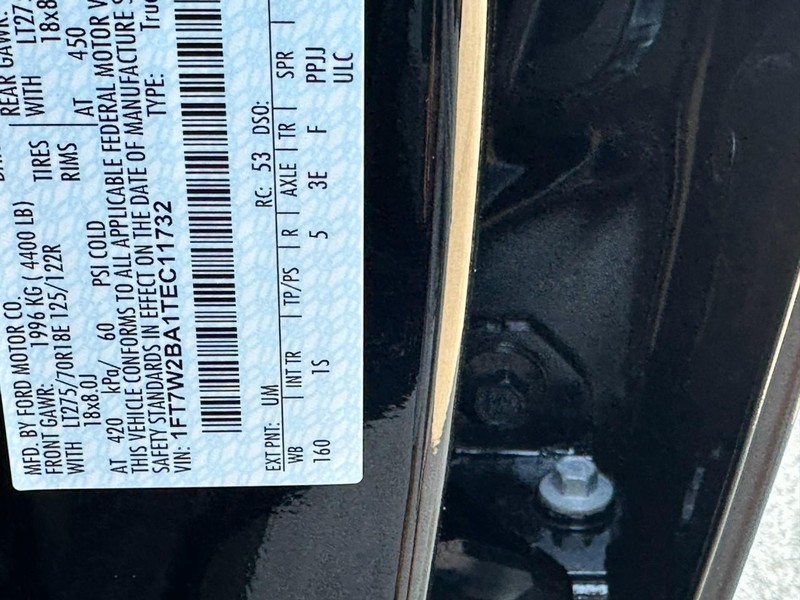 MFD. BY FORD MOTOR CO.
FRONT GAWR: 1996 KG ( 4400 LB) REAR GAWR:
WITH LT275/70R18E 125/122R TIRES WITH
18x8.0J RIMS 18x8
AT 420 kPa/ 60 PSI COLD AT 450
THIS VEHICLE CONFORMS TO ALL APPLICABLE FEDERAL MOTOR
SAFETY STANDARDS IN EFFECT ON THE DATE OF MANUFACTURE
VIN: 1FT7W2BA1TEC11732 TYPE:
EXT PNT: UM RC: 53 DSO:
WB INT TR TP/PS R AXLE TR SPR
160 1S 5 3E F PPJJ
ULC